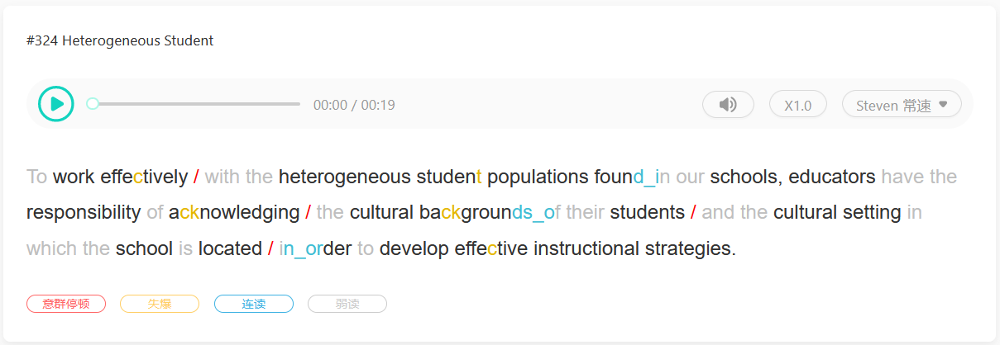 #324 Heterogeneous Student
00:00 / 00:19 X1.0 Steven 常速
To work effectively / with the heterogeneous student populations found_in our schools, educators have the
responsibility of acknowledging / the cultural backgrounds_of their students / and the cultural setting in
which the school is located / in_order to develop effective instructional strategies.
意群停顿 失爆 连读 弱读